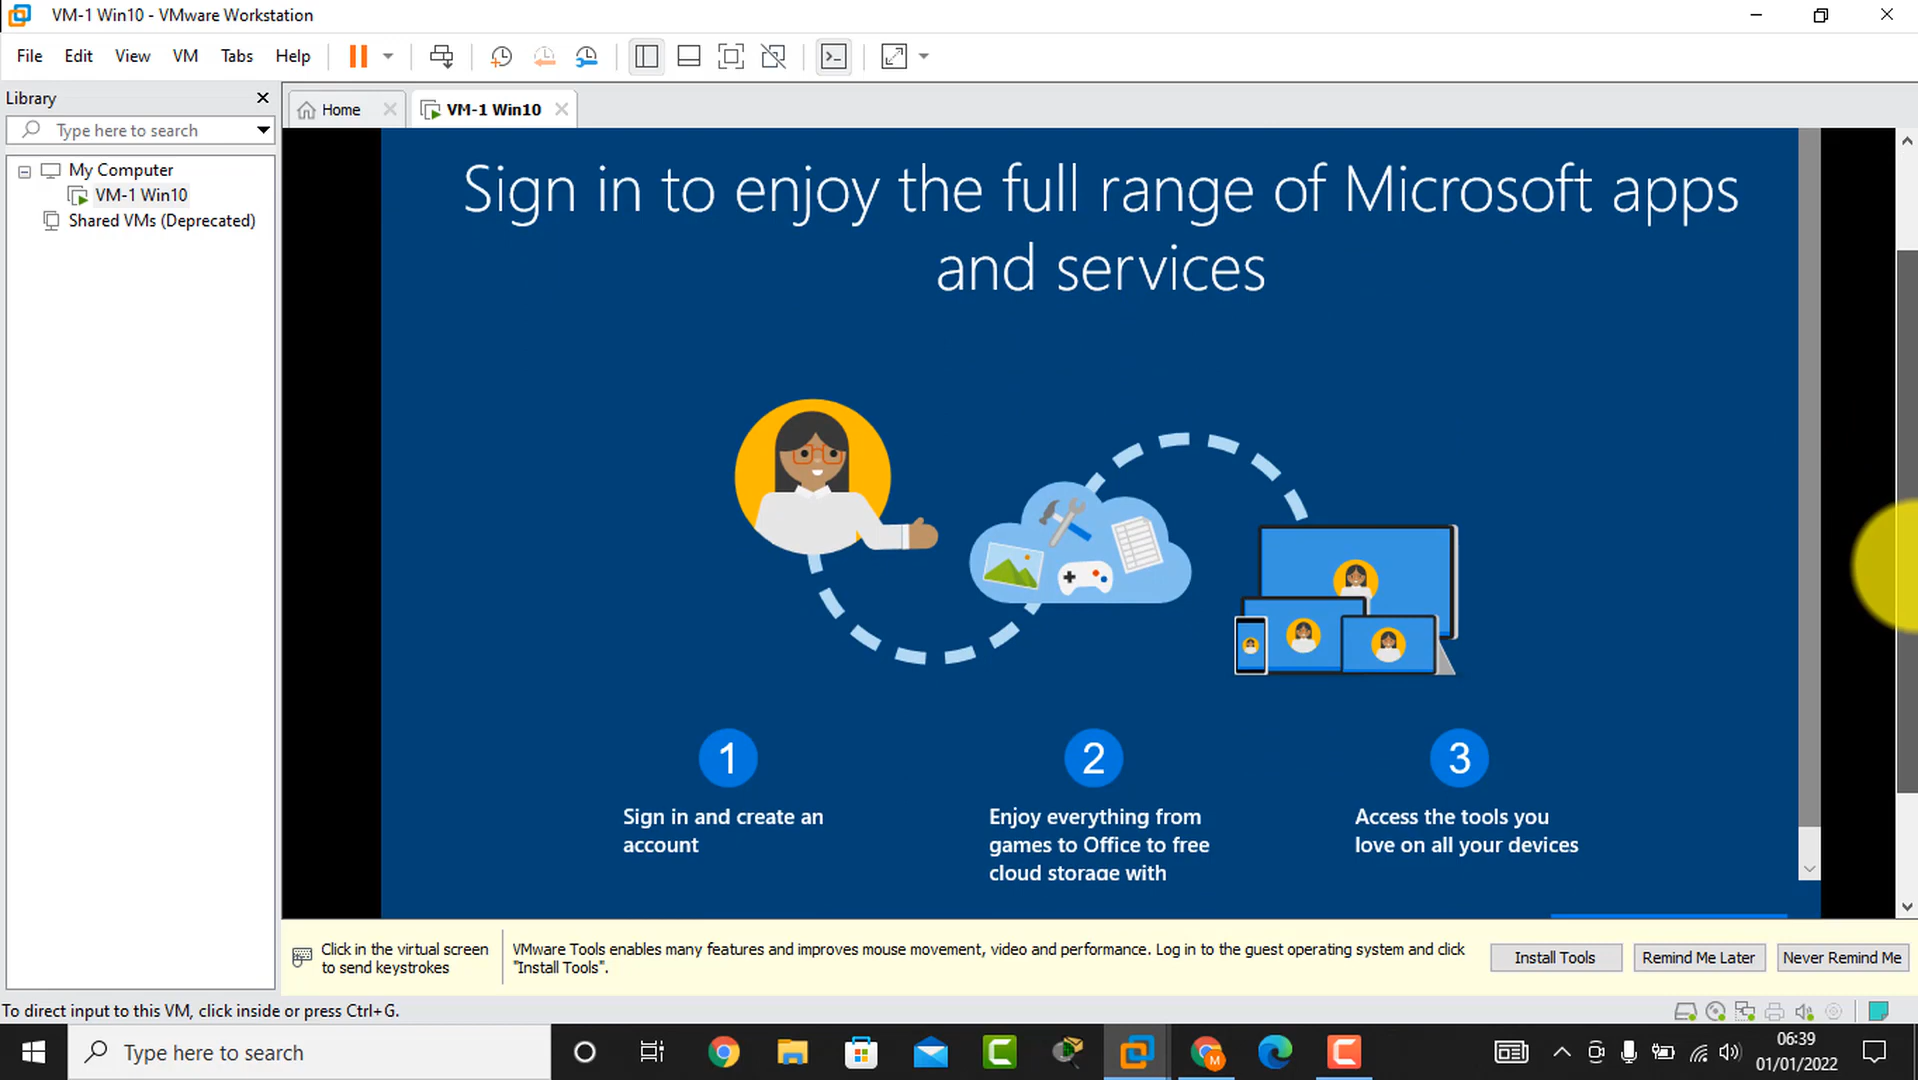 VM-1 Win10 - VMware Workstation
File Edit View VM Tabs Help
Library
Home
VM-1 Win10
Type here to search
My Computer
VM-1 Win10
Shared VMs (Deprecated)
Sign in to enjoy the full range of Microsoft apps
and services
1
Sign in and create an
account
2
Enjoy everything from
games to Office to free
cloud storage with
3
Access the tools you
love on all your devices
Click in the virtual screen
to send keystrokes
VMware Tools enables many features and improves mouse movement, video and performance. Log in to the guest operating system and click
"Install Tools".
Install Tools
Remind Me Later
Never Remind Me
To direct input to this VM, click inside or press Ctrl+G.
Type here to search
M
06:39
01/01/2022